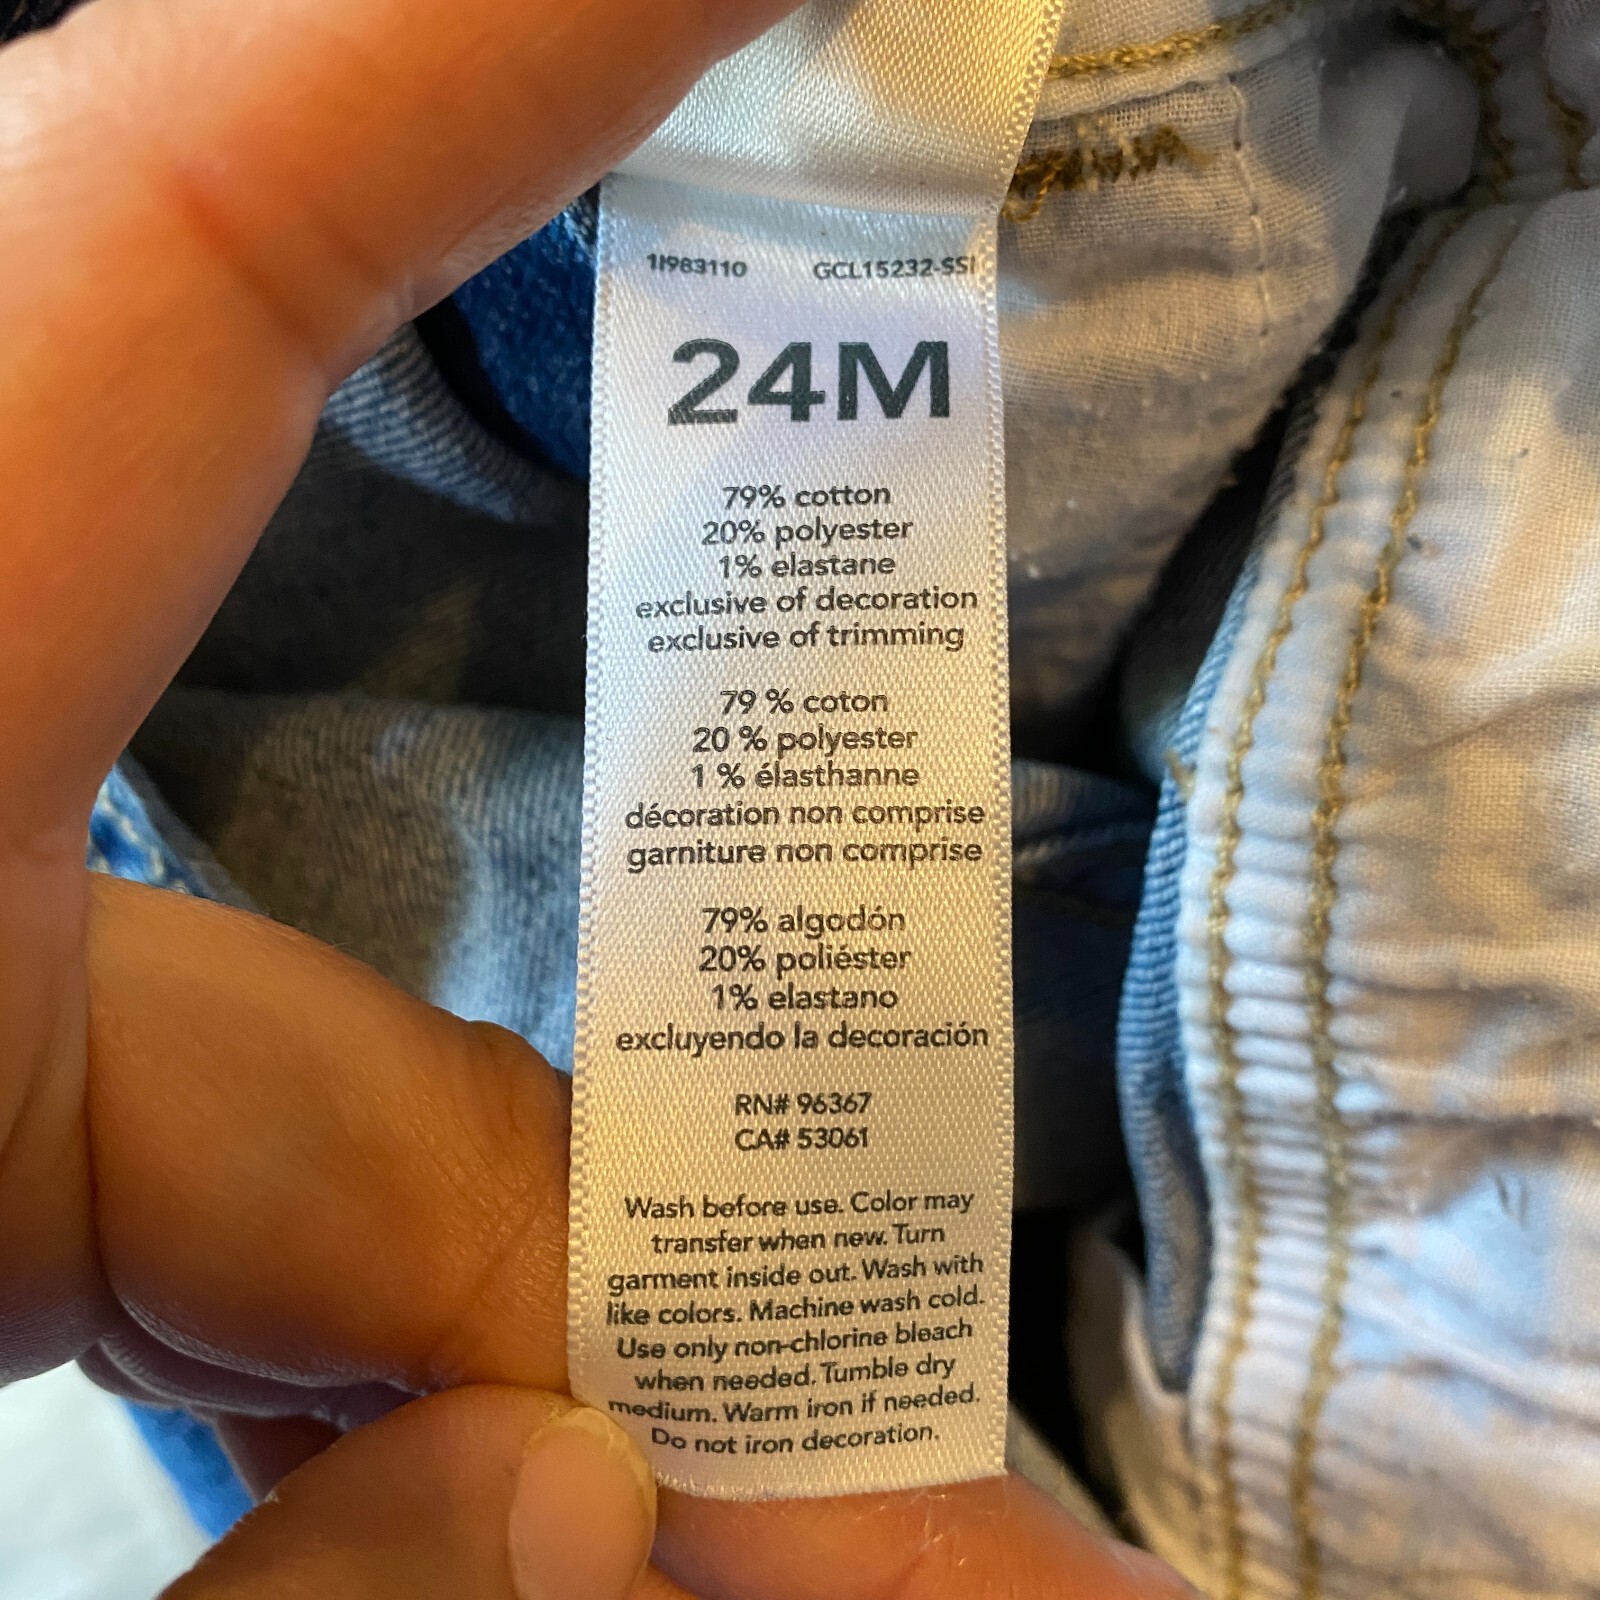 1I983110 GCL15232-SSI
24M
79% cotton
20% polyester
1% elastane
exclusive of decoration
exclusive of trimming
79 % coton
20 % polyester
1 % élasthanne
décoration non comprise
garniture non comprise
79% algodón
20% poliéster
1% elastano
excluyendo la decoración
RN# 96367
CA# 53061
Wash before use. Color may
transfer when new. Turn
garment inside out. Wash with
like colors. Machine wash cold.
Use only non-chlorine bleach
when needed. Tumble dry
medium. Warm iron if needed.
Do not iron decoration.